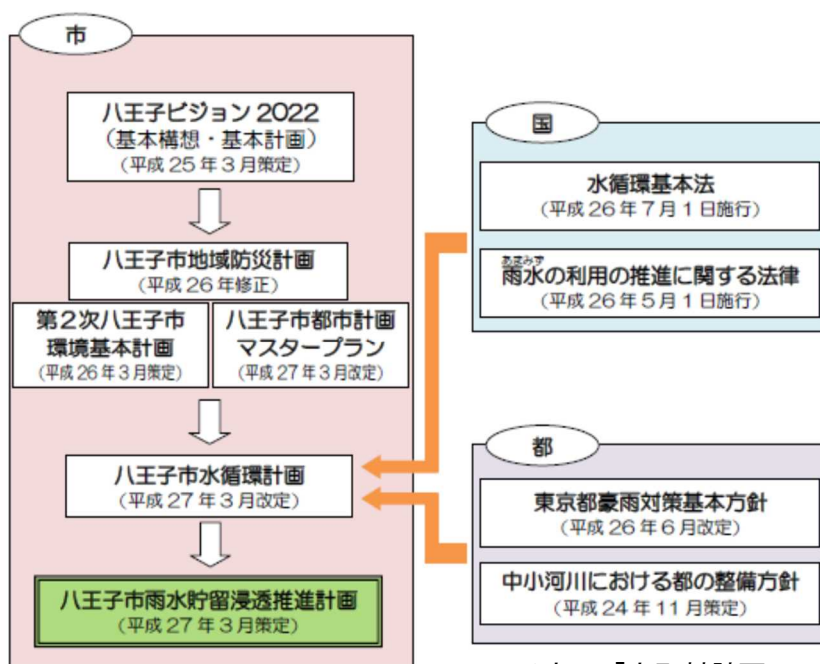 市
八王子ビジョン2022
（基本構想・基本計画）
（平成25年3月策定）
八王子市地域防災計画
（平成26年修正）
第2次八王子市
環境基本計画
（平成26年3月策定）
八王子市都市計画
マスタープラン
（平成27年3月改定）
八王子市水循環計画
（平成27年3月改定）
八王子市雨水貯留浸透推進計画
（平成27年3月策定）
国
水循環基本法
（平成26年7月1日施行）
あまみず
雨水の利用の推進に関する法律
（平成26年5月1日施行）
都
東京都豪雨対策基本方針
（平成26年6月改定）
中小河川における都の整備方針
（平成24年11月策定）